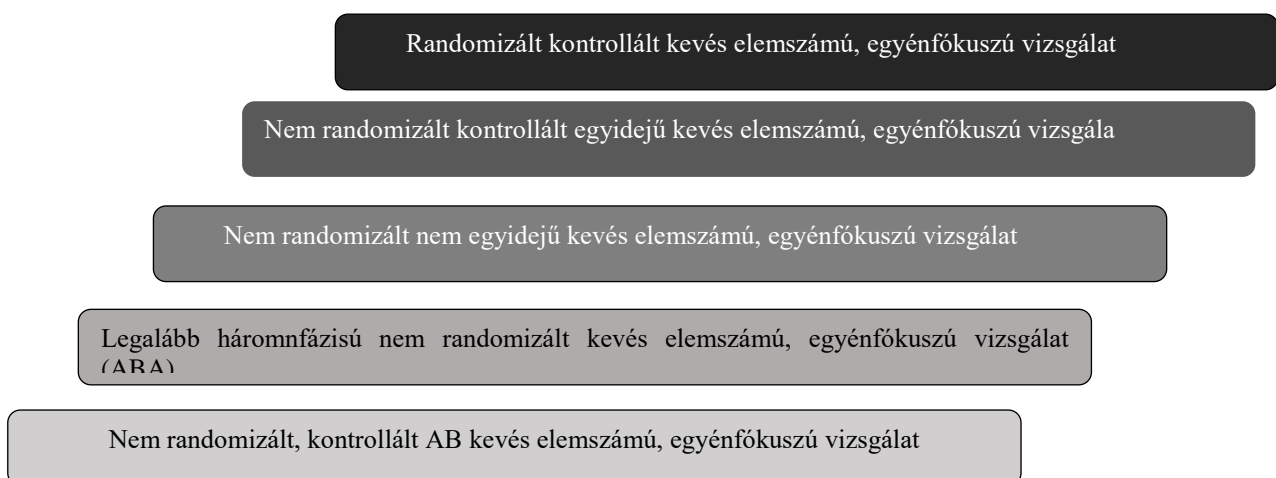 Randomizált kontrollált kevés elemszámú, egyénfókuszú vizsgálat
Nem randomizált kontrollált egyidejű kevés elemszámú, egyénfókuszú vizsgála
Nem randomizált nem egyidejű kevés elemszámú, egyénfókuszú vizsgálat
Legalább háromnfázisú nem randomizált kevés elemszámú, egyénfókuszú vizsgálat
(ABA)
Nem randomizált, kontrollált AB kevés elemszámú, egyénfókuszú vizsgálat